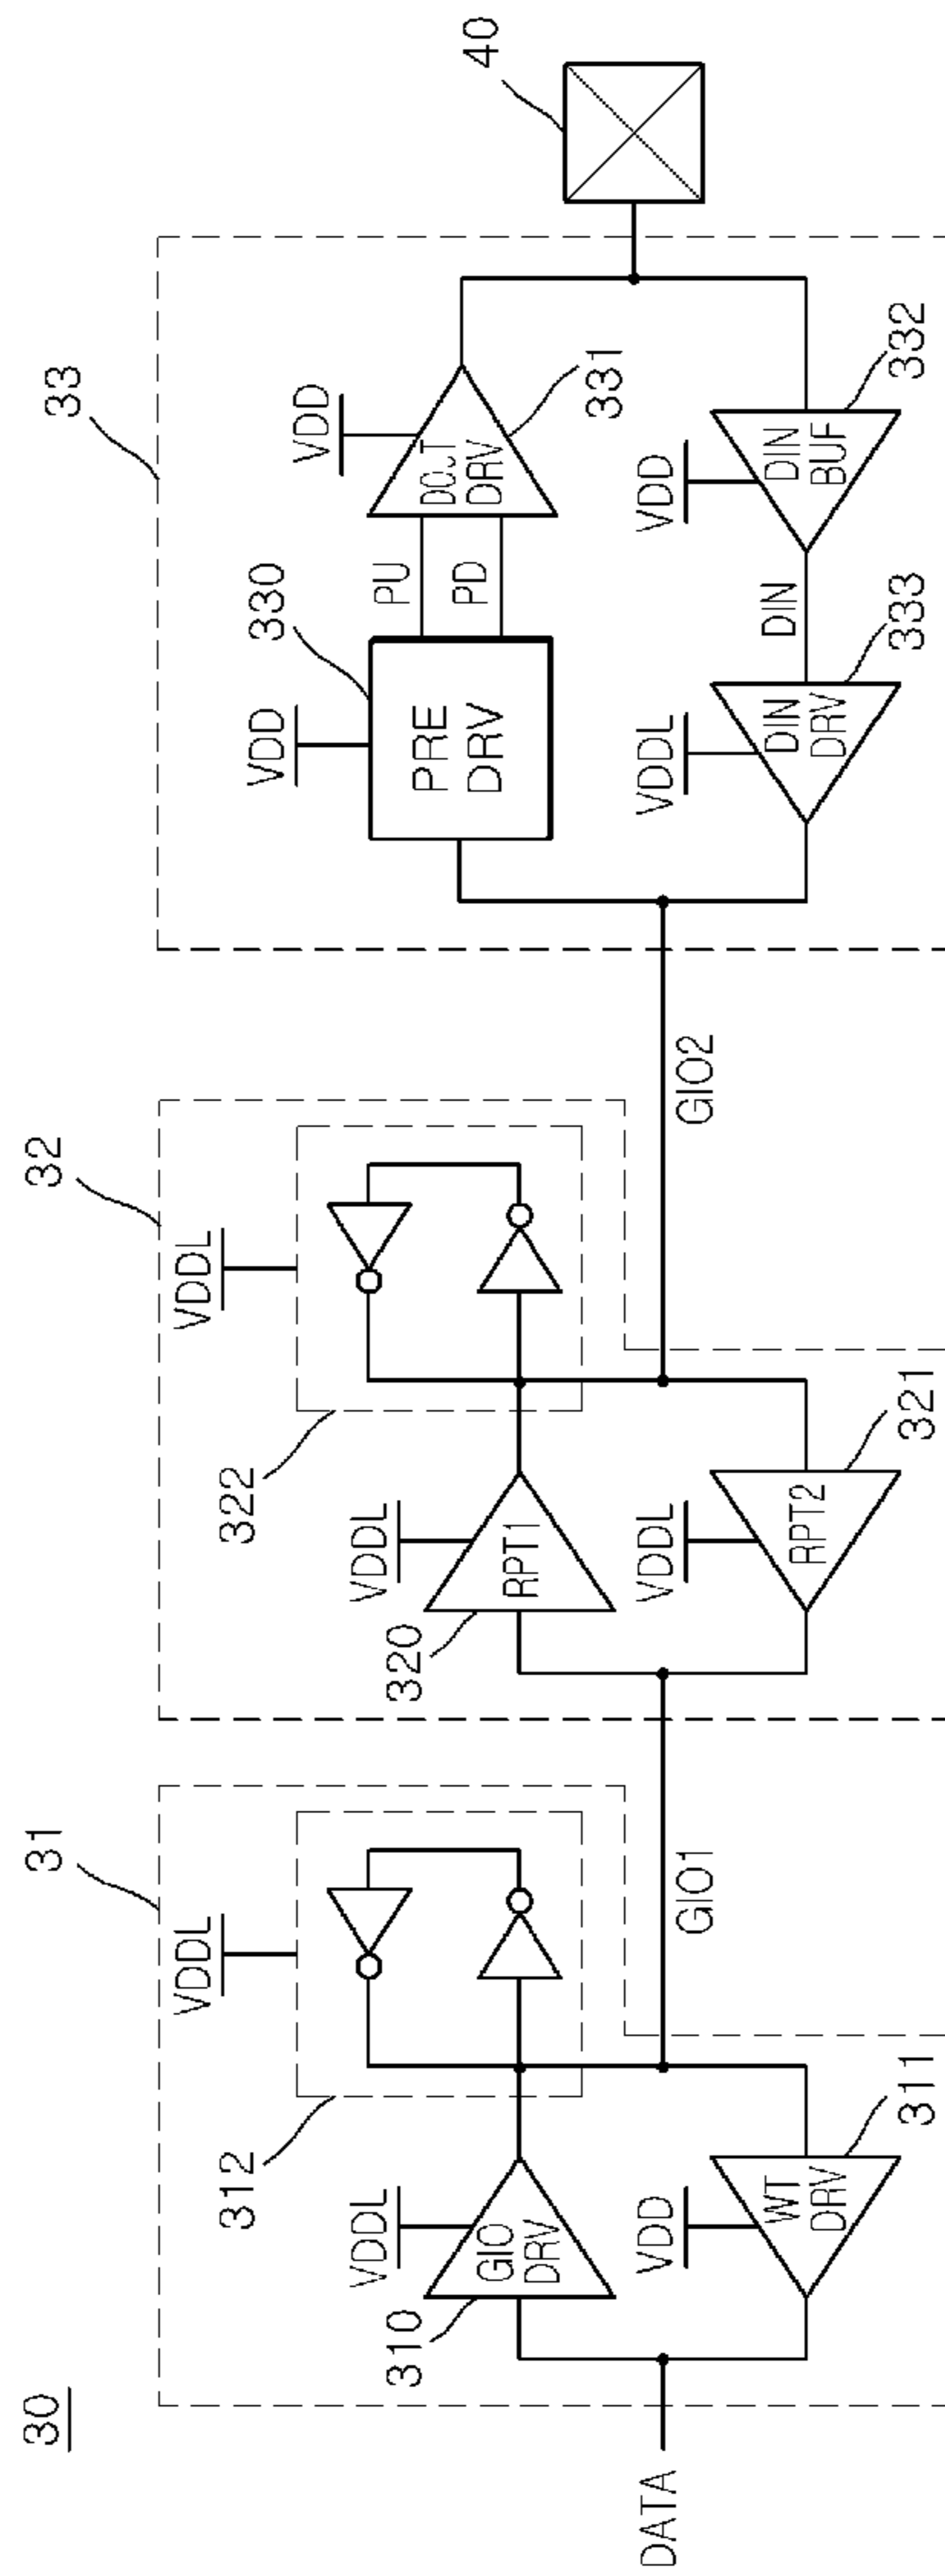 30
31
32
33
40
VDDL
VDDL
VDD
VDD
312
322
330
VDDL
VDDL
310
GIO
DRV
320
RPT1
PRE
DRV
PU
PD
DOUT
DRV
331
DATA
GIO1
GIO2
VDD
VDDL
VDDL
VDD
WT
DRV
311
RPT2
321
DIN
DRV
333
DIN
DIN
BUF
332